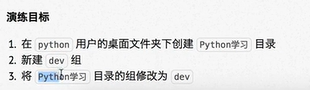 演练目标
1. 在 python 用户的桌面文件夹下创建 Python学习 目录
2. 新建 dev 组
3. 将 Python学习 目录的组修改为 dev